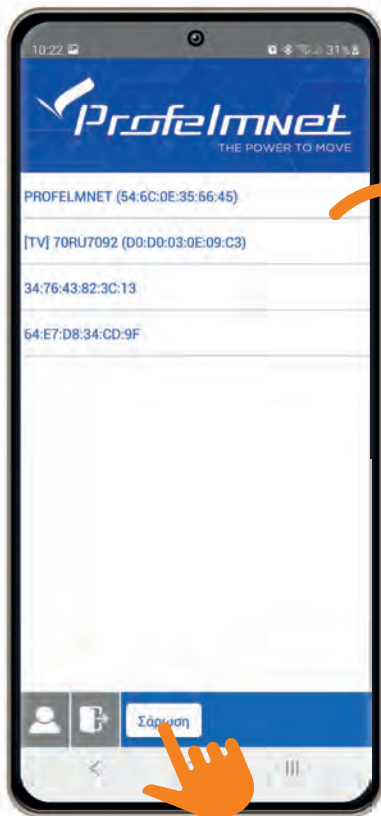 10:22
31%
Profelmnet
THE POWER TO MOVE
PROFELMNET (54:6C:0E:35:66:45)
[TV] 70RU7092 (D0:D0:03:0E:09:C3)
34:76:43:82:3C:13
64:E7:D8:34:CD:9F
Σάρωση